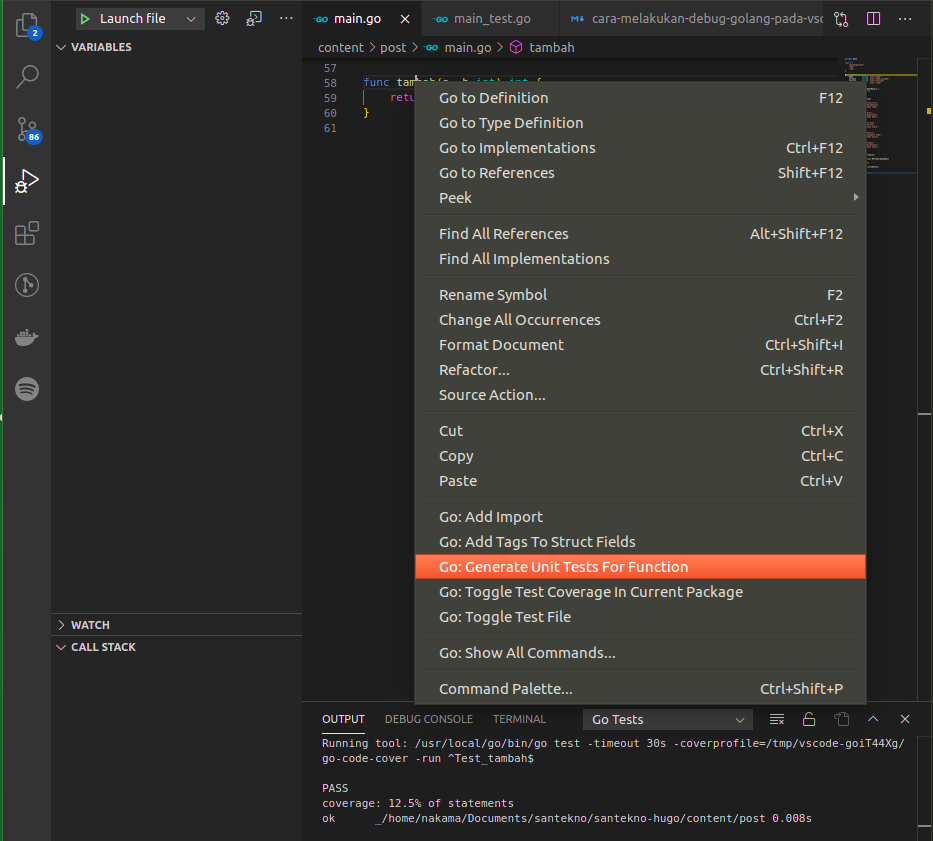 Launch file
main.go
main_test.go
cara-melakukan-debug-golang-pada-vsc
2
VARIABLES
content > post > main.go > tambah
57
58 func tambah(a, b int) int {
59 retu
60 }
61
86
Go to Definition F12
Go to Type Definition
Go to Implementations Ctrl+F12
Go to References Shift+F12
Peek
Find All References Alt+Shift+F12
Find All Implementations
Rename Symbol F2
Change All Occurrences Ctrl+F2
Format Document Ctrl+Shift+I
Refactor... Ctrl+Shift+R
Source Action...
Cut Ctrl+X
Copy Ctrl+C
Paste Ctrl+V
Go: Add Import
Go: Add Tags To Struct Fields
Go: Generate Unit Tests For Function
Go: Toggle Test Coverage In Current Package
Go: Toggle Test File
Go: Show All Commands...
Command Palette... Ctrl+Shift+P
WATCH
CALL STACK
OUTPUT DEBUG CONSOLE TERMINAL Go Tests
Running tool: /usr/local/go/bin/go test -timeout 30s -coverprofile=/tmp/vscode-goiT44Xg/
go-code-cover -run ^Test_tambah$
PASS
coverage: 12.5% of statements
ok _/home/nakama/Documents/santekno/santekno-hugo/content/post 0.008s